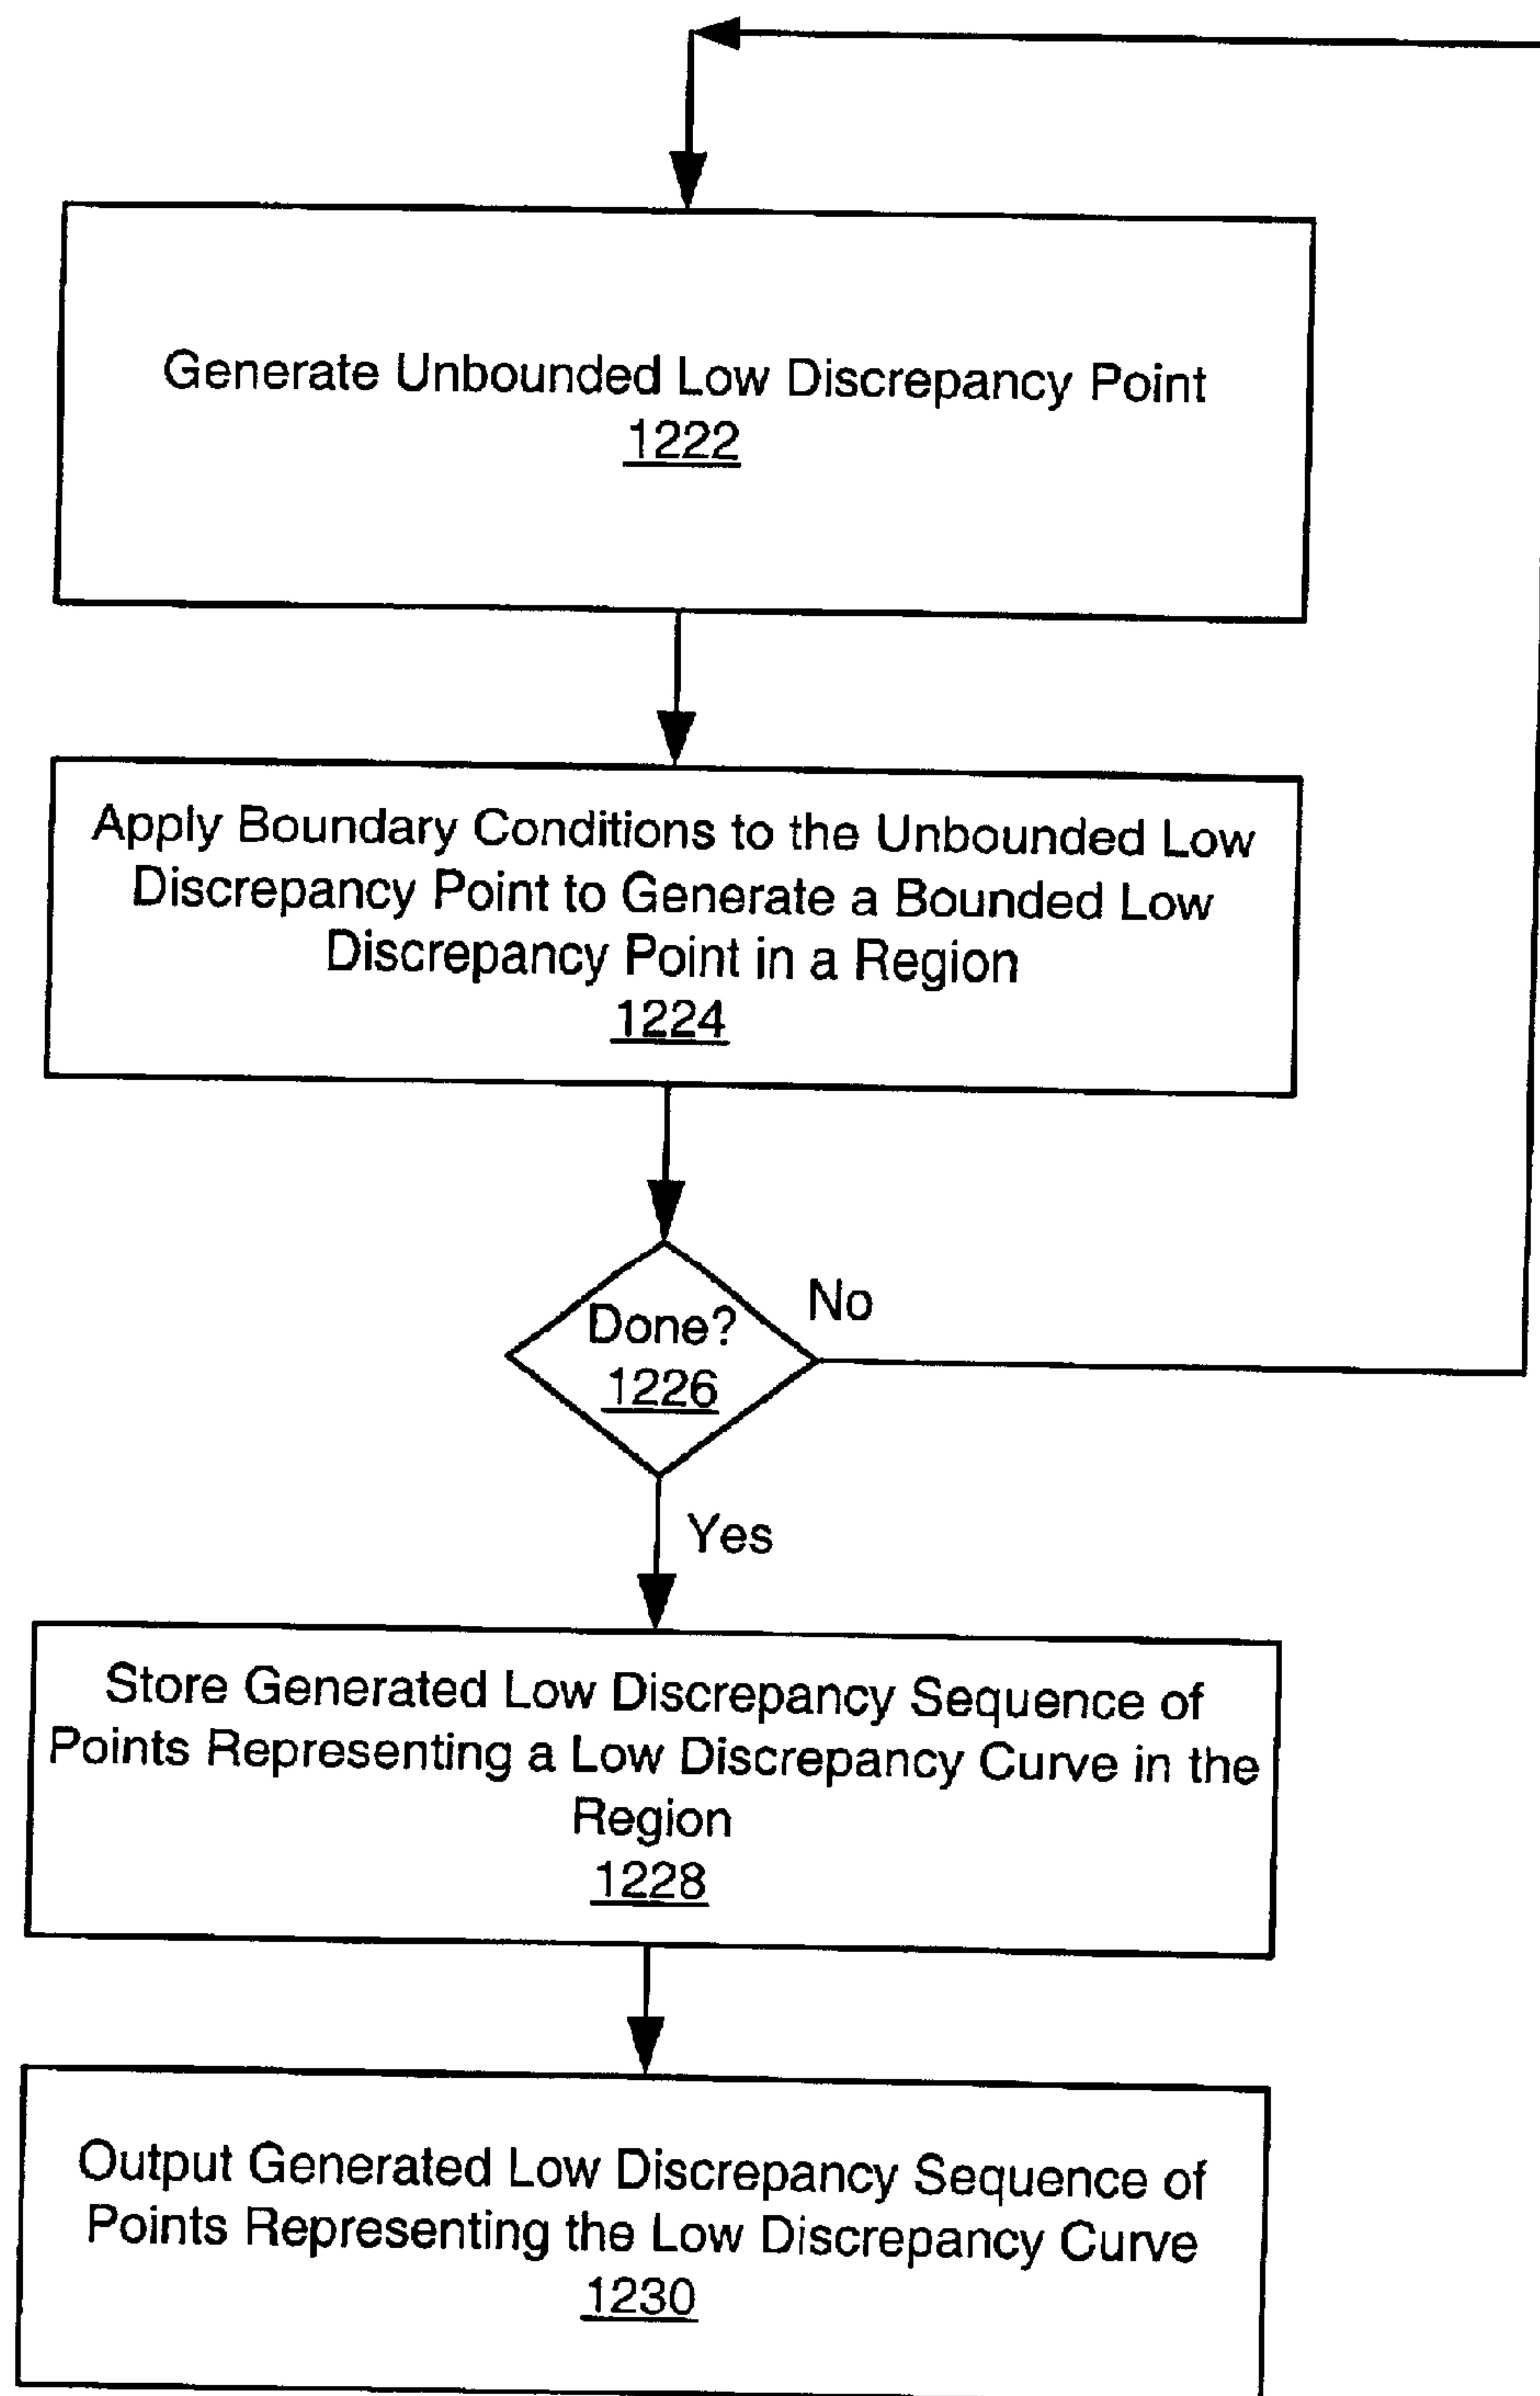 Generate Unbounded Low Discrepancy Point
1222
Apply Boundary Conditions to the Unbounded Low
Discrepancy Point to Generate a Bounded Low
Discrepancy Point in a Region
1224
Done?
1226
No
Yes
Store Generated Low Discrepancy Sequence of
Points Representing a Low Discrepancy Curve in the
Region
1228
Output Generated Low Discrepancy Sequence of
Points Representing the Low Discrepancy Curve
1230